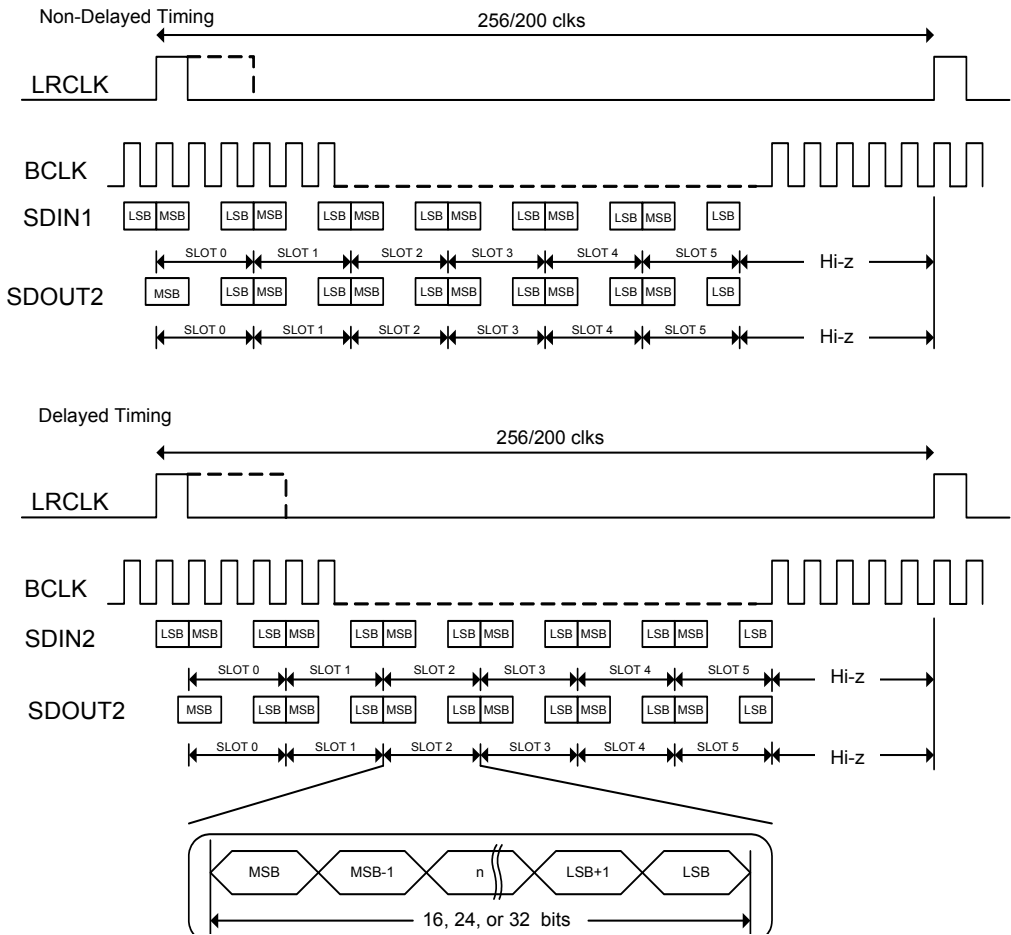 Non-Delayed Timing
256/200 clks
LRCLK
BCLK
SDIN1
LSB MSB LSB MSB LSB MSB LSB MSB LSB MSB LSB MSB LSB
SLOT 0 SLOT 1 SLOT 2 SLOT 3 SLOT 4 SLOT 5 Hi-z
SDOUT2
MSB LSB MSB LSB MSB LSB MSB LSB MSB LSB MSB LSB
SLOT 0 SLOT 1 SLOT 2 SLOT 3 SLOT 4 SLOT 5 Hi-z
Delayed Timing
256/200 clks
LRCLK
BCLK
SDIN2
LSB MSB LSB MSB LSB MSB LSB MSB LSB MSB LSB MSB LSB
SLOT 0 SLOT 1 SLOT 2 SLOT 3 SLOT 4 SLOT 5 Hi-z
SDOUT2
MSB LSB MSB LSB MSB LSB MSB LSB MSB LSB MSB LSB
SLOT 0 SLOT 1 SLOT 2 SLOT 3 SLOT 4 SLOT 5 Hi-z
MSB MSB-1 n LSB+1 LSB
16, 24, or 32 bits